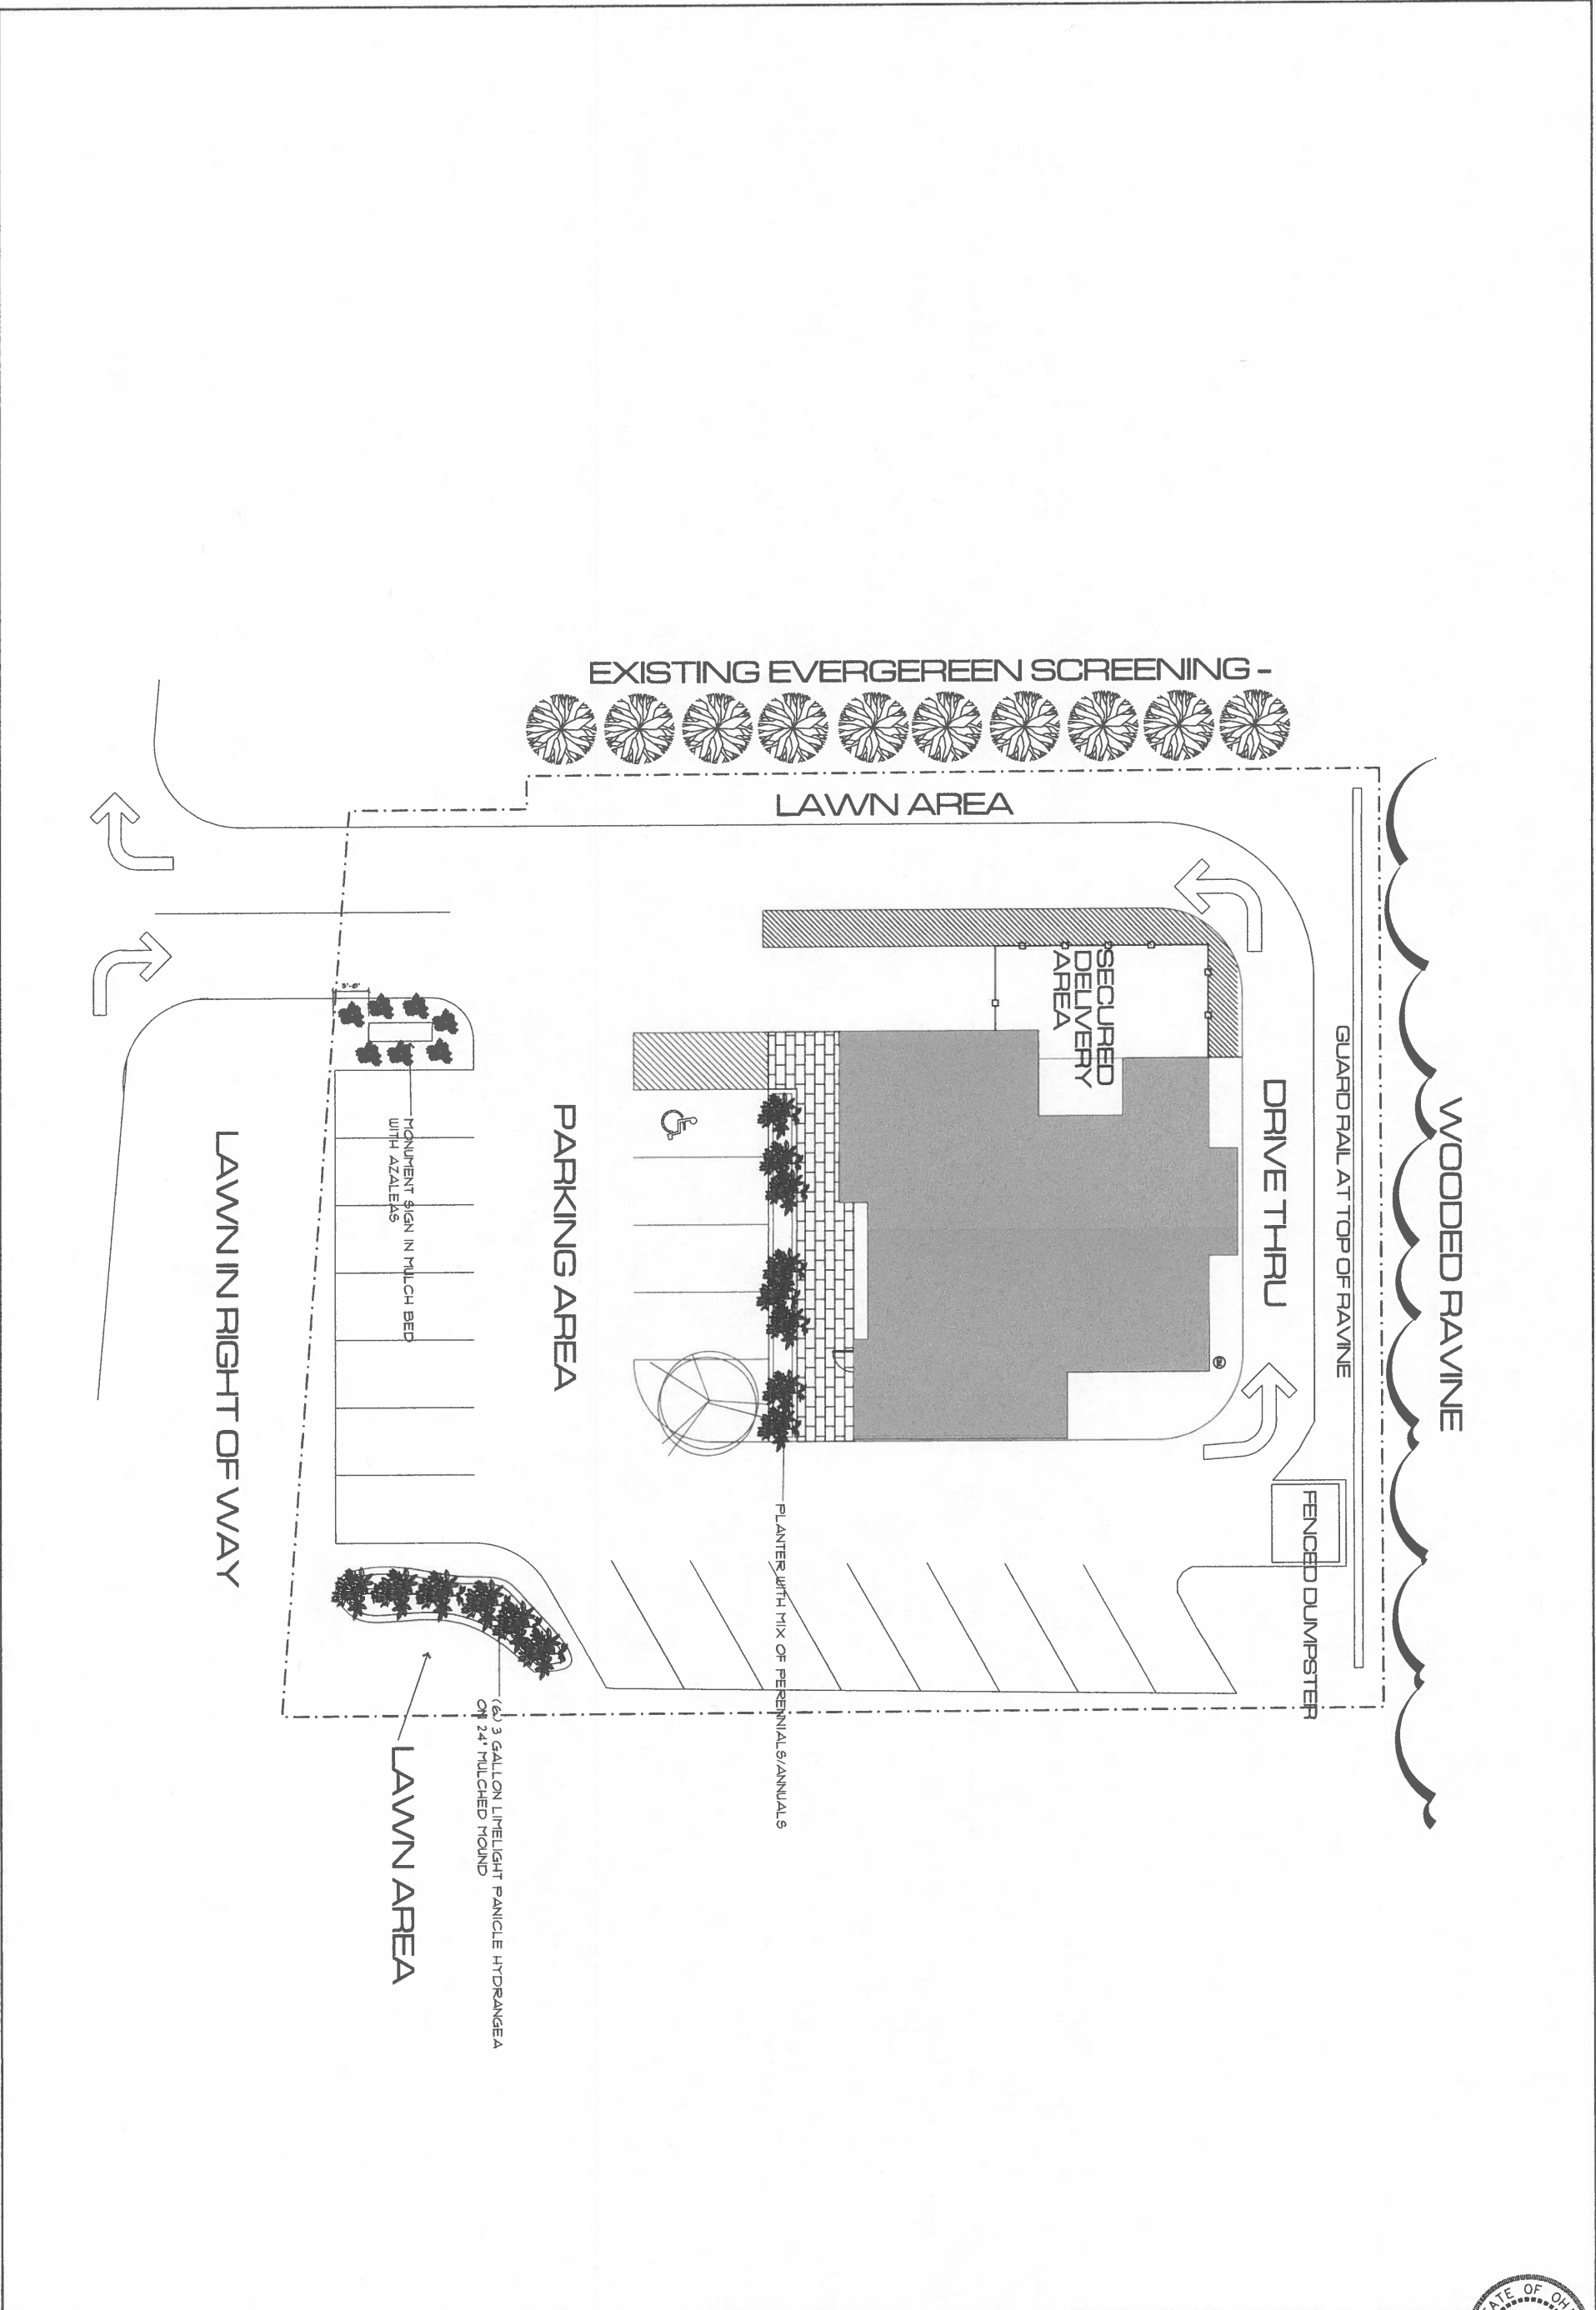 EXISTING EVERGEREEN SCREENING -
LAWN AREA
WOODED RAVINE
GUARD RAIL AT TOP OF RAVINE
DRIVE THRU
SECURED
DELIVERY
AREA
FENCED DUMPSTER
PARKING AREA
5'-0"
MONUMENT SIGN IN MULCH BED
WITH AZALEAS
LAWN IN RIGHT OF WAY
PLANTER WITH MIX OF PERENNIALS/ANNUALS
(6) 3 GALLON LIMELIGHT PANICLE HYDRANGEA
ON 24" MULCHED MOUND
LAWN AREA
OF